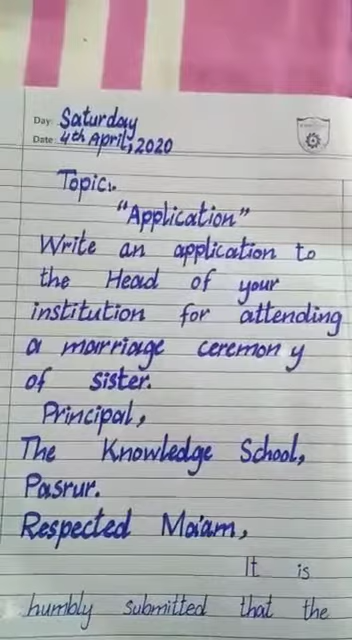 Day: Saturday
Date: 4th April, 2020
Topic:.
"Application"
Write an application to
the Head of your
institution for attending
a marriage ceremony
of sister.
Principal,
The Knowledge School,
Pasrur.
Respected Ma'am,
It is
humbly submitted that the